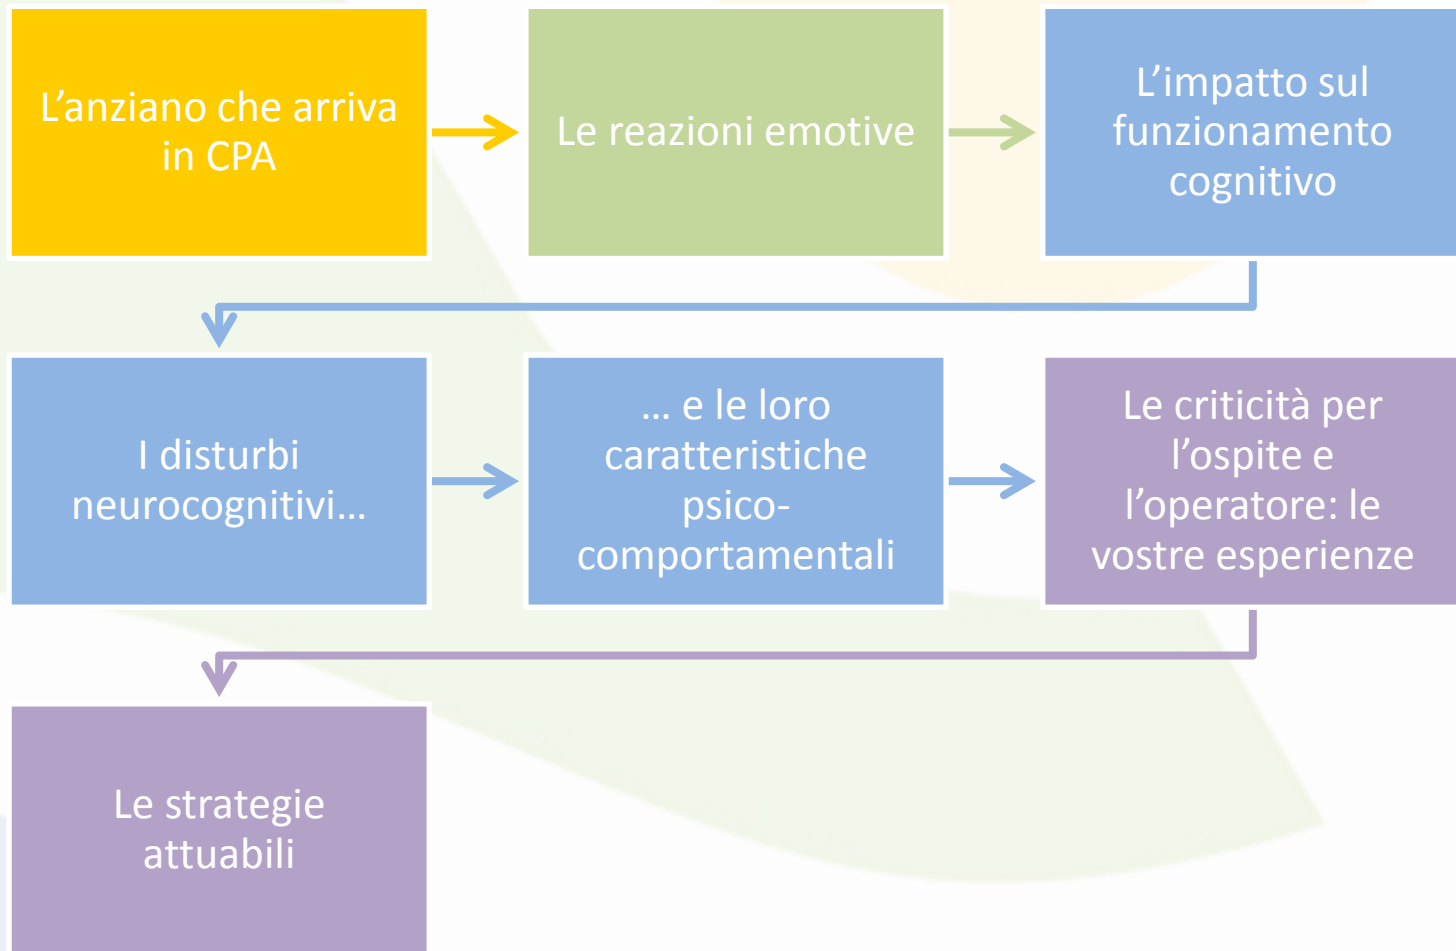 L’anziano che arriva
in CPA
Le reazioni emotive
L’impatto sul
funzionamento
cognitivo
I disturbi
neurocognitivi…
… e le loro
caratteristiche
psico-
comportamentali
Le criticità per
l’ospite e
l’operatore: le
vostre esperienze
Le strategie
attuabili